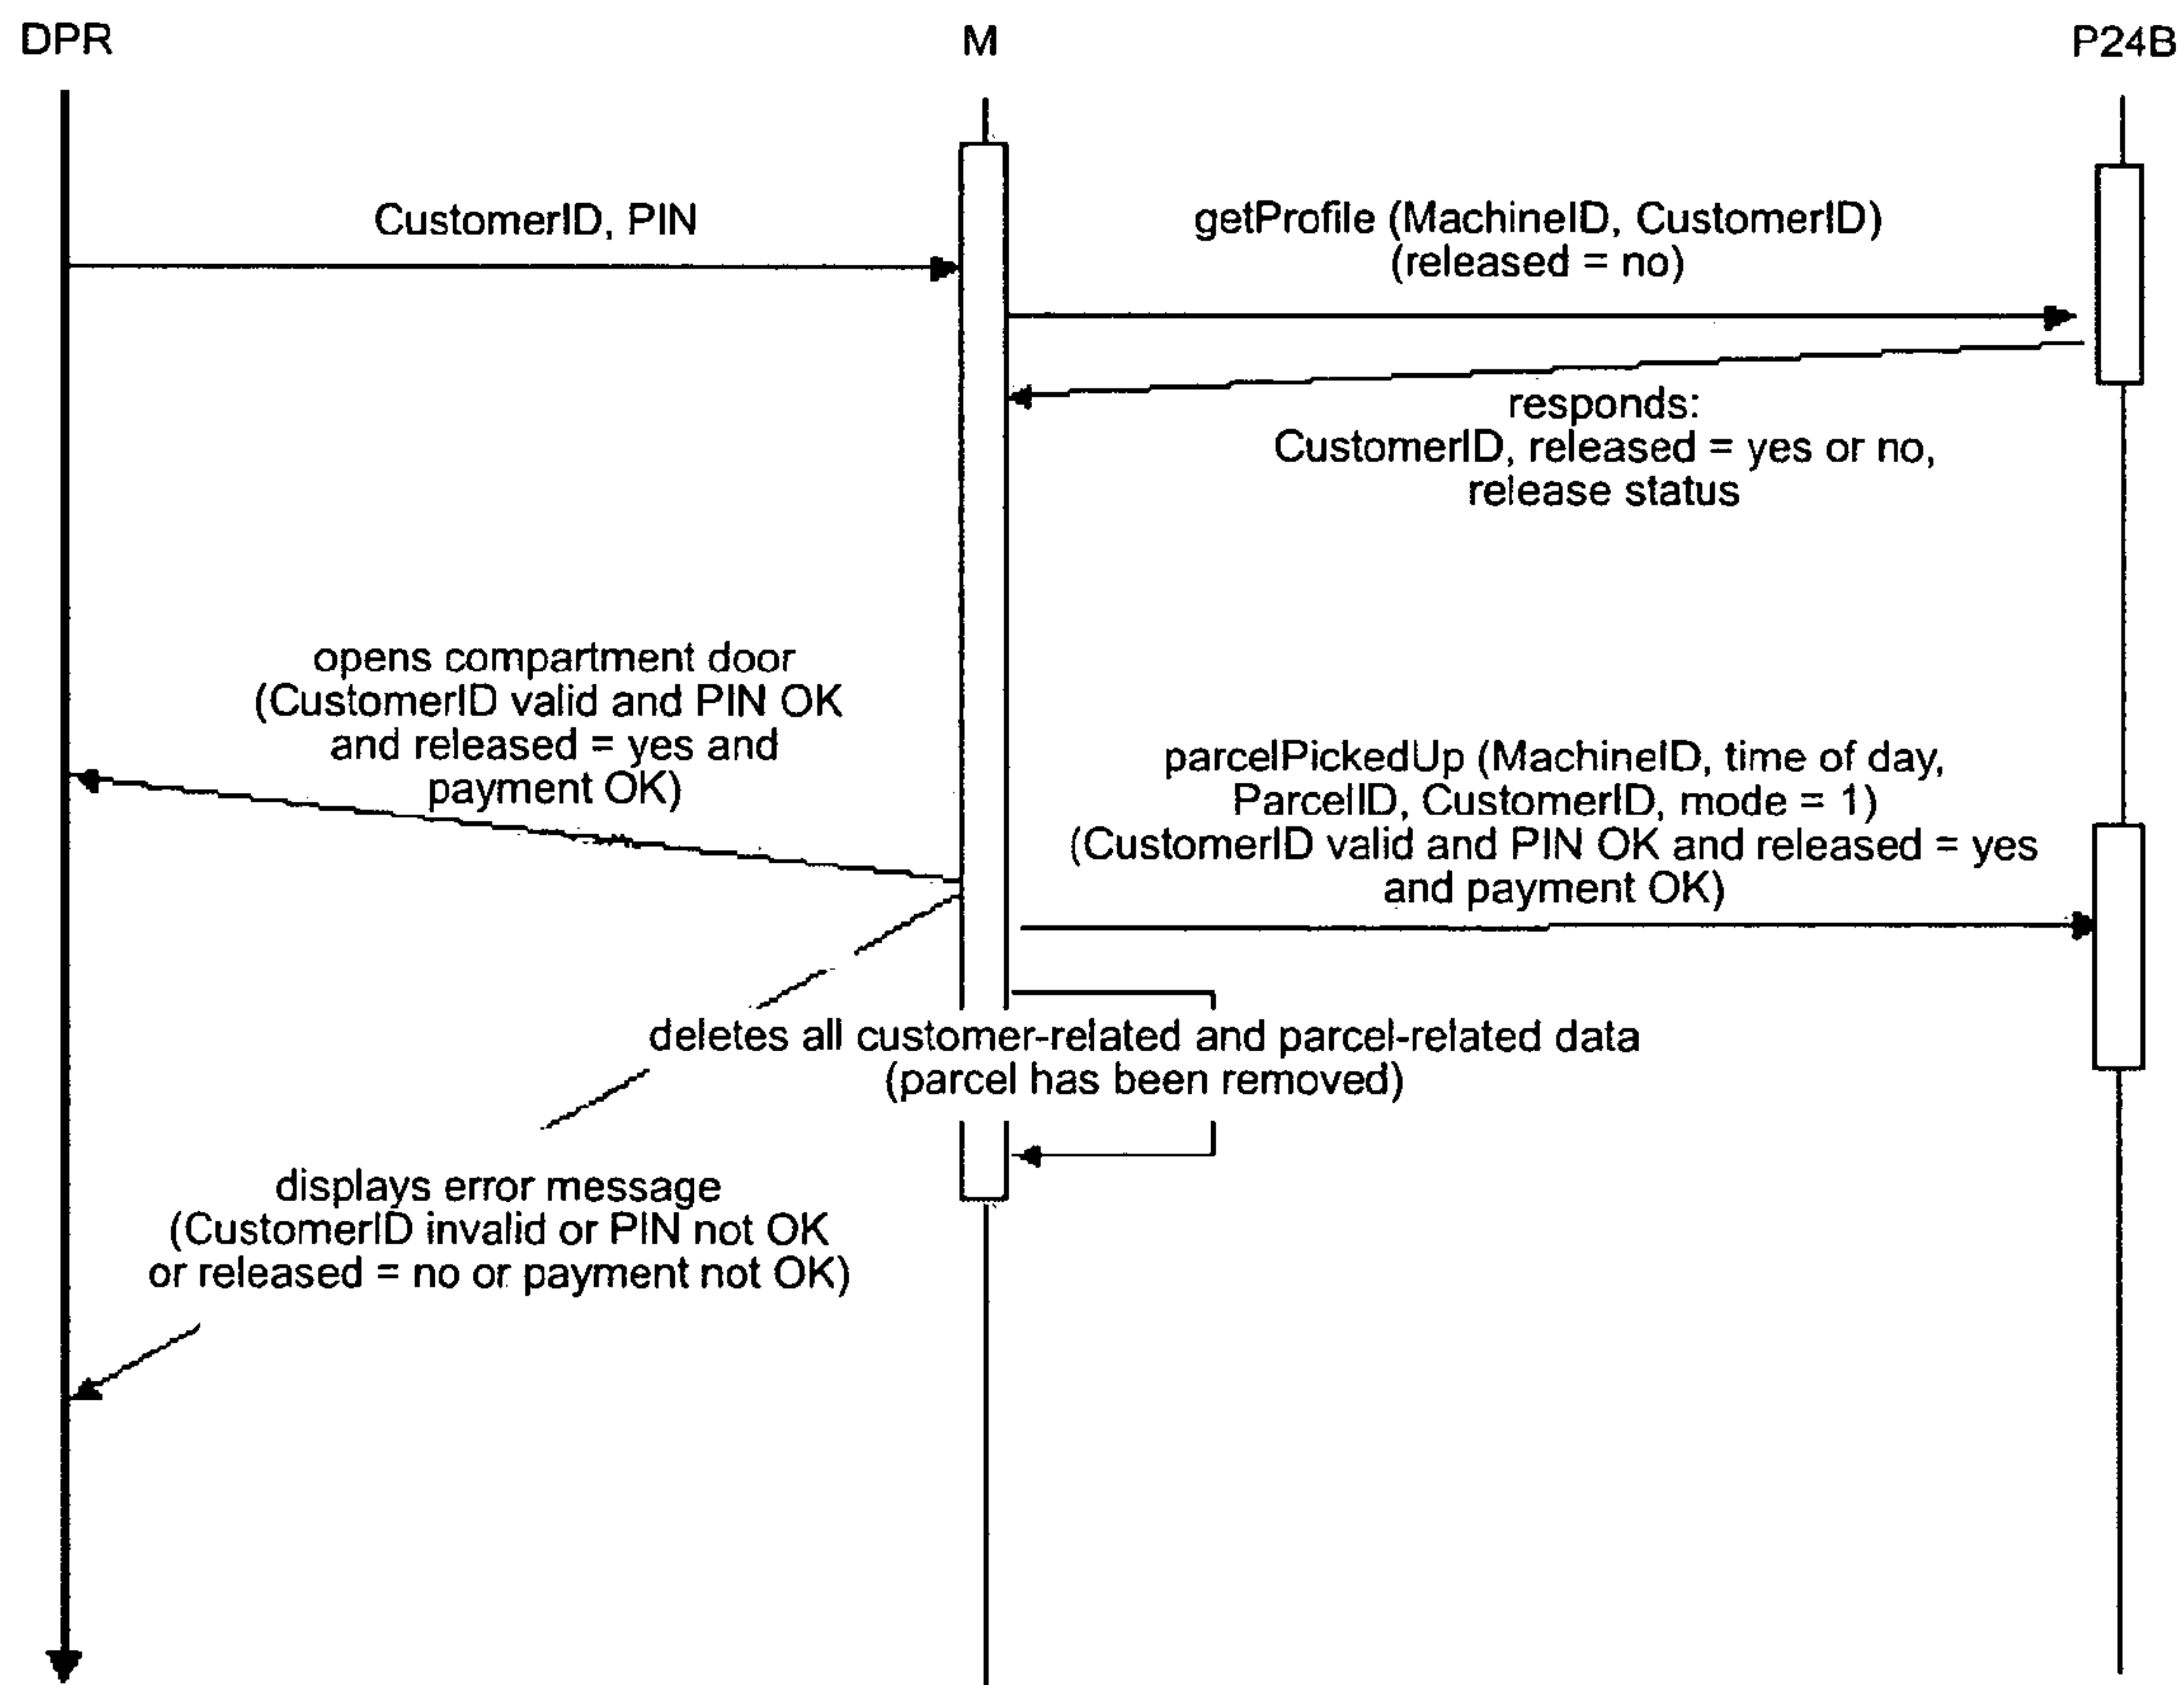 DPR
M
P24B
CustomerID, PIN
getProfile (MachineID, CustomerID)
(released = no)
responds:
CustomerID, released = yes or no,
release status
opens compartment door
(CustomerID valid and PIN OK
and released = yes and
payment OK)
parcelPickedUp (MachineID, time of day,
ParcelID, CustomerID, mode = 1)
(CustomerID valid and PIN OK and released = yes
and payment OK)
deletes all customer-related and parcel-related data
(parcel has been removed)
displays error message
(CustomerID invalid or PIN not OK
or released = no or payment not OK)